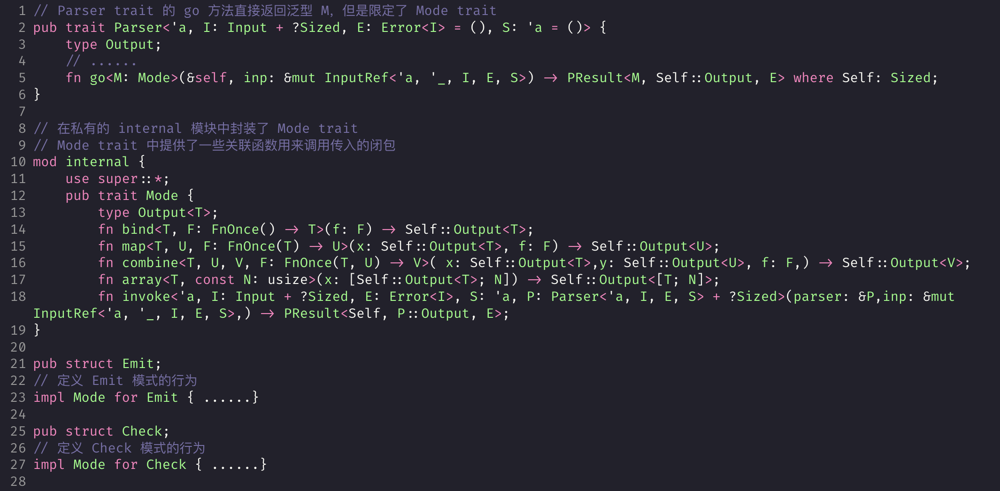 1 // Parser trait 的 go 方法直接返回泛型 M，但是限定了 Mode trait
2 pub trait Parser<'a, I: Input + ?Sized, E: Error<I> = (), S: 'a = ()> {
3     type Output;
4     // ......
5     fn go<M: Mode>(&self, inp: &mut InputRef<'a, '_, I, E, S>) -> PResult<M, Self::Output, E> where Self: Sized;
6 }
7
8 // 在私有的 internal 模块中封装了 Mode trait
9 // Mode trait 中提供了一些关联函数用来调用传入的闭包
10 mod internal {
11     use super::*;
12     pub trait Mode {
13         type Output<T>;
14         fn bind<T, F: FnOnce() -> T>(f: F) -> Self::Output<T>;
15         fn map<T, U, F: FnOnce(T) -> U>(x: Self::Output<T>, f: F) -> Self::Output<U>;
16         fn combine<T, U, V, F: FnOnce(T, U) -> V>( x: Self::Output<T>,y: Self::Output<U>, f: F,) -> Self::Output<V>;
17         fn array<T, const N: usize>(x: [Self::Output<T>; N]) -> Self::Output<[T; N]>;
18         fn invoke<'a, I: Input + ?Sized, E: Error<I>, S: 'a, P: Parser<'a, I, E, S> + ?Sized>(parser: &P,inp: &mut
InputRef<'a, '_, I, E, S>,) -> PResult<Self, P::Output, E>;
19 }
20
21 pub struct Emit;
22 // 定义 Emit 模式的行为
23 impl Mode for Emit { ......}
24
25 pub struct Check;
26 // 定义 Check 模式的行为
27 impl Mode for Check { ......}
28